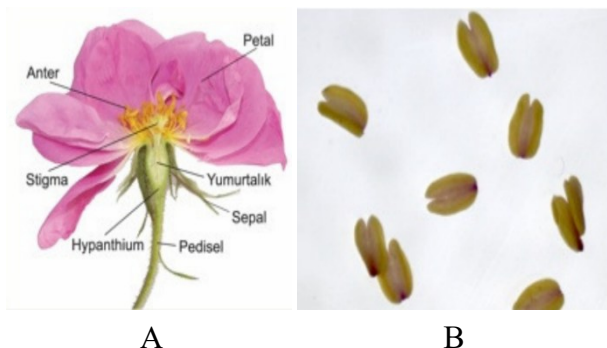 Petal
Anter
Stigma
Yumurtalık
Sepal
Hypanthium
Pedisel
A
B